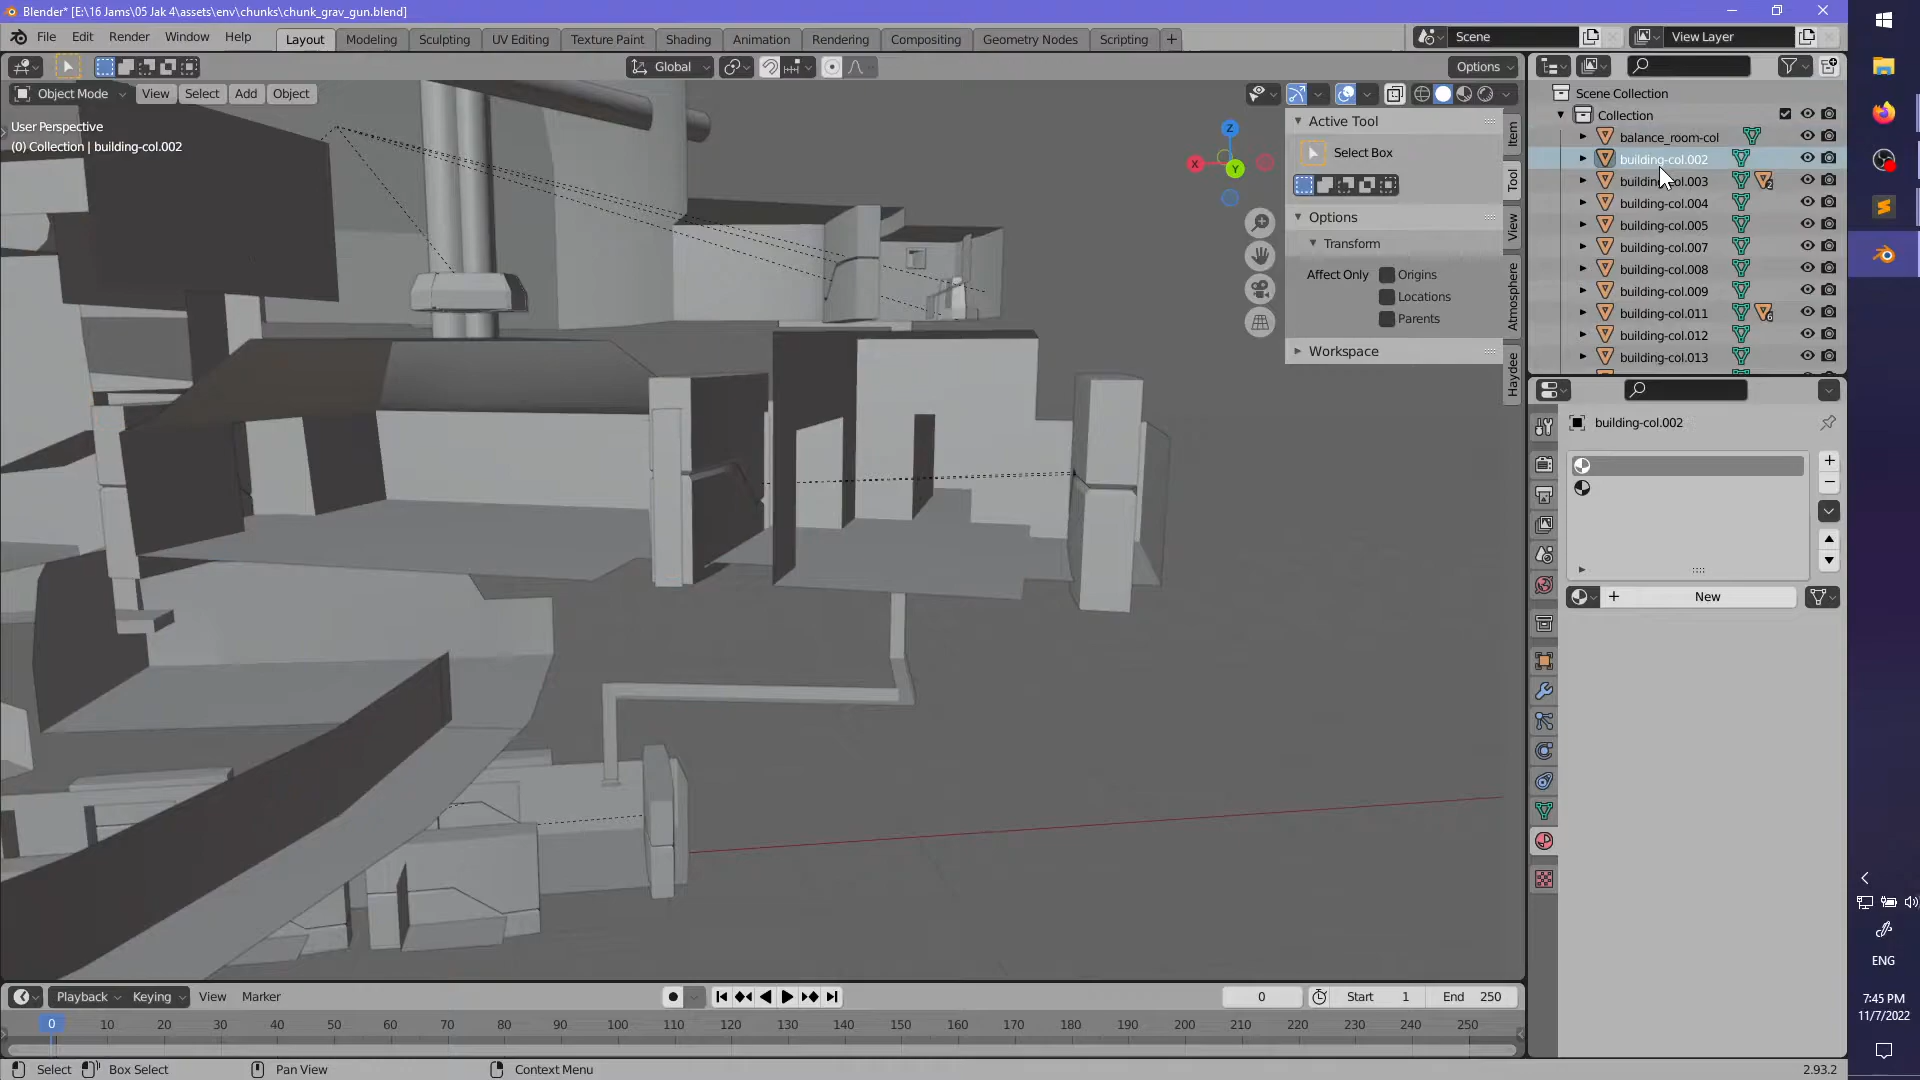 Blender* [E:\16 Jams\05 Jak 4\assets\env\chunks\chunk_grav_gun.blend]
File Edit Render Window Help Layout Modeling Sculpting UV Editing Texture Paint Shading Animation Rendering Compositing Geometry Nodes Scripting + Scene View Layer
Global Options
Object Mode View Select Add Object
User Perspective
(0) Collection | building-col.002
Z
X
Y
Active Tool
Select Box
Options
Transform
Affect Only Origins
Locations
Parents
Workspace
Item
Tool
View
Atmosphere
Haydee
Scene Collection
Collection
balance_room-col
building-col.002
building-col.003 2
building-col.004
building-col.005
building-col.007
building-col.008
building-col.009
building-col.011 6
building-col.012
building-col.013
building-col.002
+ New
Playback Keying View Marker 0 Start 1 End 250
0 10 20 30 40 50 60 70 80 90 100 110 120 130 140 150 160 170 180 190 200 210 220 230 240 250
Select Box Select Pan View Context Menu 2.93.2
ENG
7:45 PM
11/7/2022